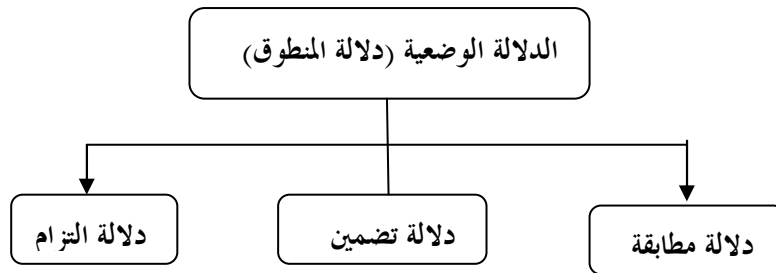 الدلالة الوضعية (دلالة المنطوق)
دلالة مطابقة
دلالة تضمين
دلالة التزام